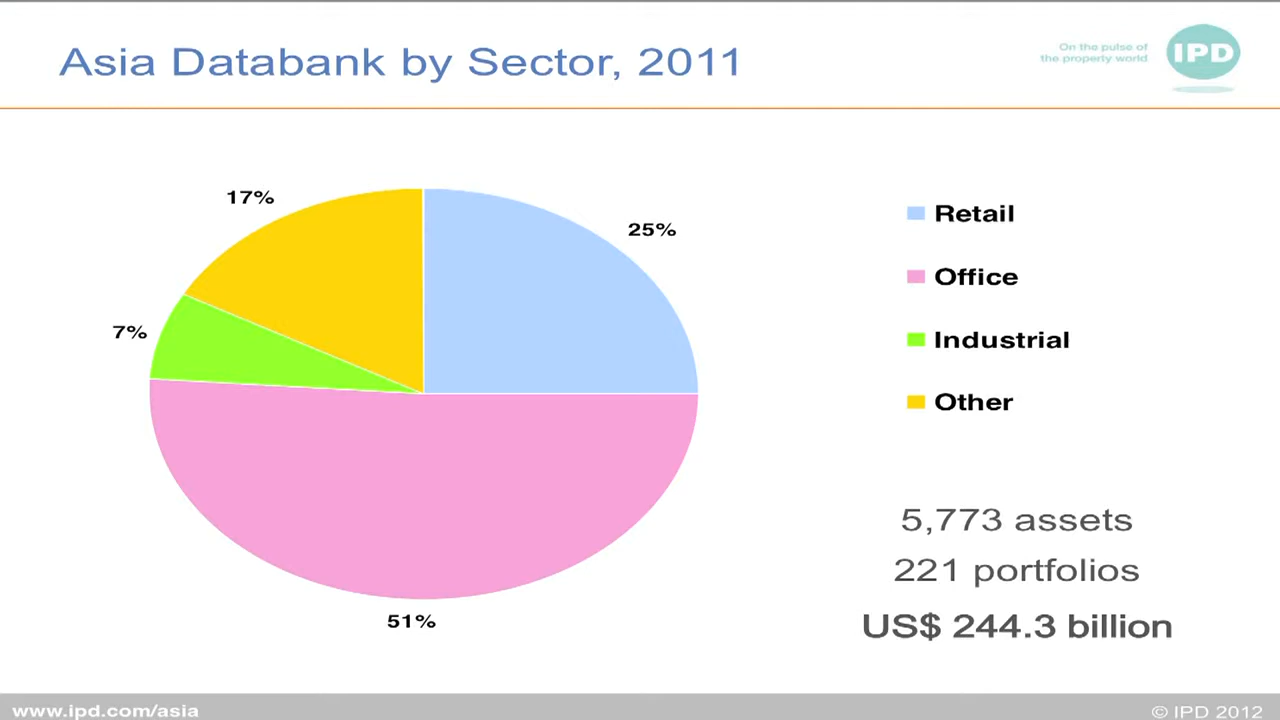 Asia Databank by Sector, 2011
On the pulse of
the property world
IPD
17%
25%
7%
51%
Retail
Office
Industrial
Other
5,773 assets
221 portfolios
US$ 244.3 billion
www.ipd.com/asia
© IPD 2012